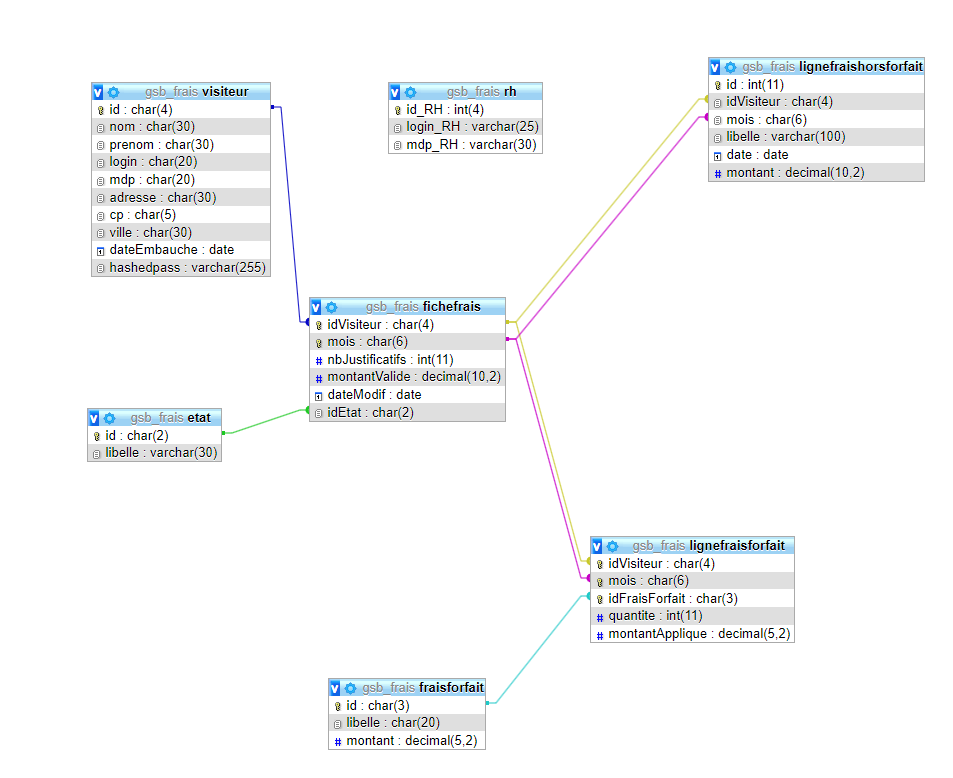 gsb_frais visiteur
id : char(4)
nom : char(30)
prenom : char(30)
login : char(20)
mdp : char(20)
adresse : char(30)
cp : char(5)
ville : char(30)
dateEmbauche : date
hashedpass : varchar(255)
gsb_frais rh
id_RH : int(4)
login_RH : varchar(25)
mdp_RH : varchar(30)
gsb_frais lignefraishorsforfait
id : int(11)
idVisiteur : char(4)
mois : char(6)
libelle : varchar(100)
date : date
montant : decimal(10,2)
gsb_frais fichefrais
idVisiteur : char(4)
mois : char(6)
nbJustificatifs : int(11)
montantValide : decimal(10,2)
dateModif : date
idEtat : char(2)
gsb_frais etat
id : char(2)
libelle : varchar(30)
gsb_frais lignefraisforfait
idVisiteur : char(4)
mois : char(6)
idFraisForfait : char(3)
quantite : int(11)
montantApplique : decimal(5,2)
gsb_frais fraisforfait
id : char(3)
libelle : char(20)
montant : decimal(5,2)